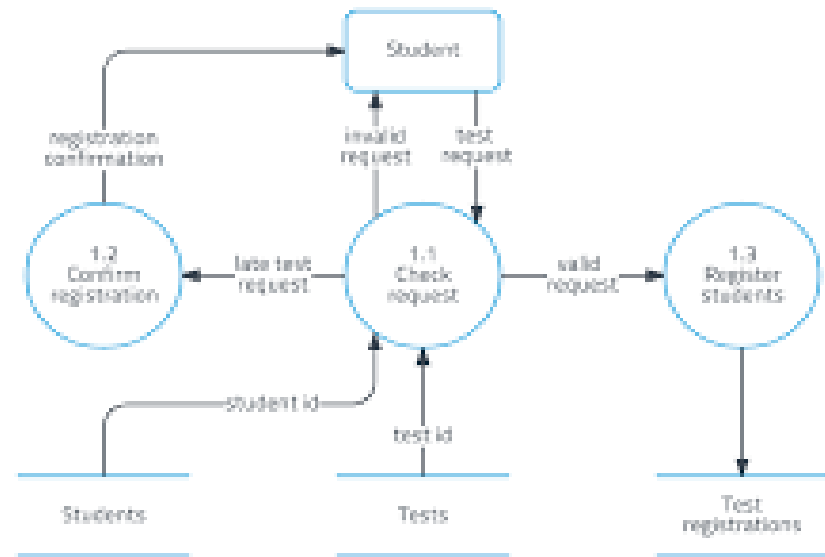 Student
registration
confirmation
invalid
request
test
request
1.2
Confirm
registration
late test
request
1.1
Check
request
valid
request
1.3
Register
students
student id
test id
Students
Tests
Test
registrations